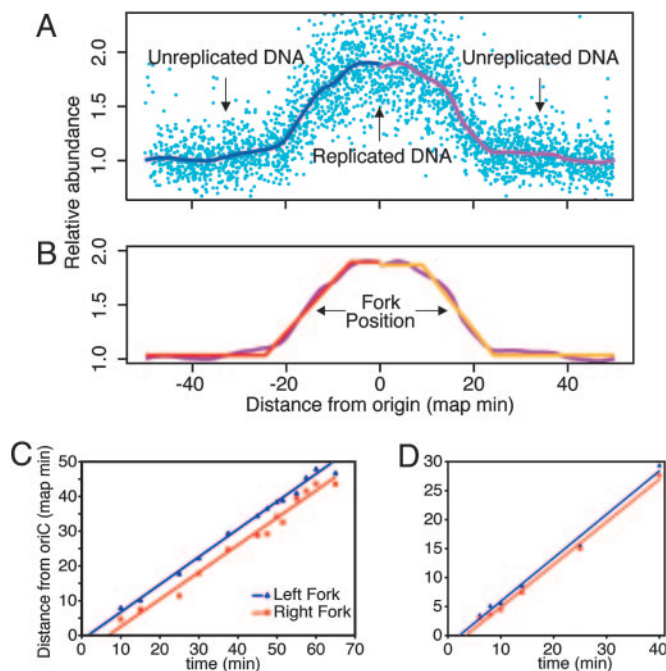 A
Unreplicated DNA
Unreplicated DNA
Replicated DNA
Relative abundance
1.0
1.5
2.0
B
Fork
Position
1.0
1.5
2.0
-40
-20
0
20
40
Distance from origin (map min)
C
Distance from oriC (map min)
50
40
30
20
10
0
Left Fork
Right Fork
0
10
20
30
40
50
60
70
time (min)
D
30
25
20
15
10
5
0
0
10
20
30
40
time (min)